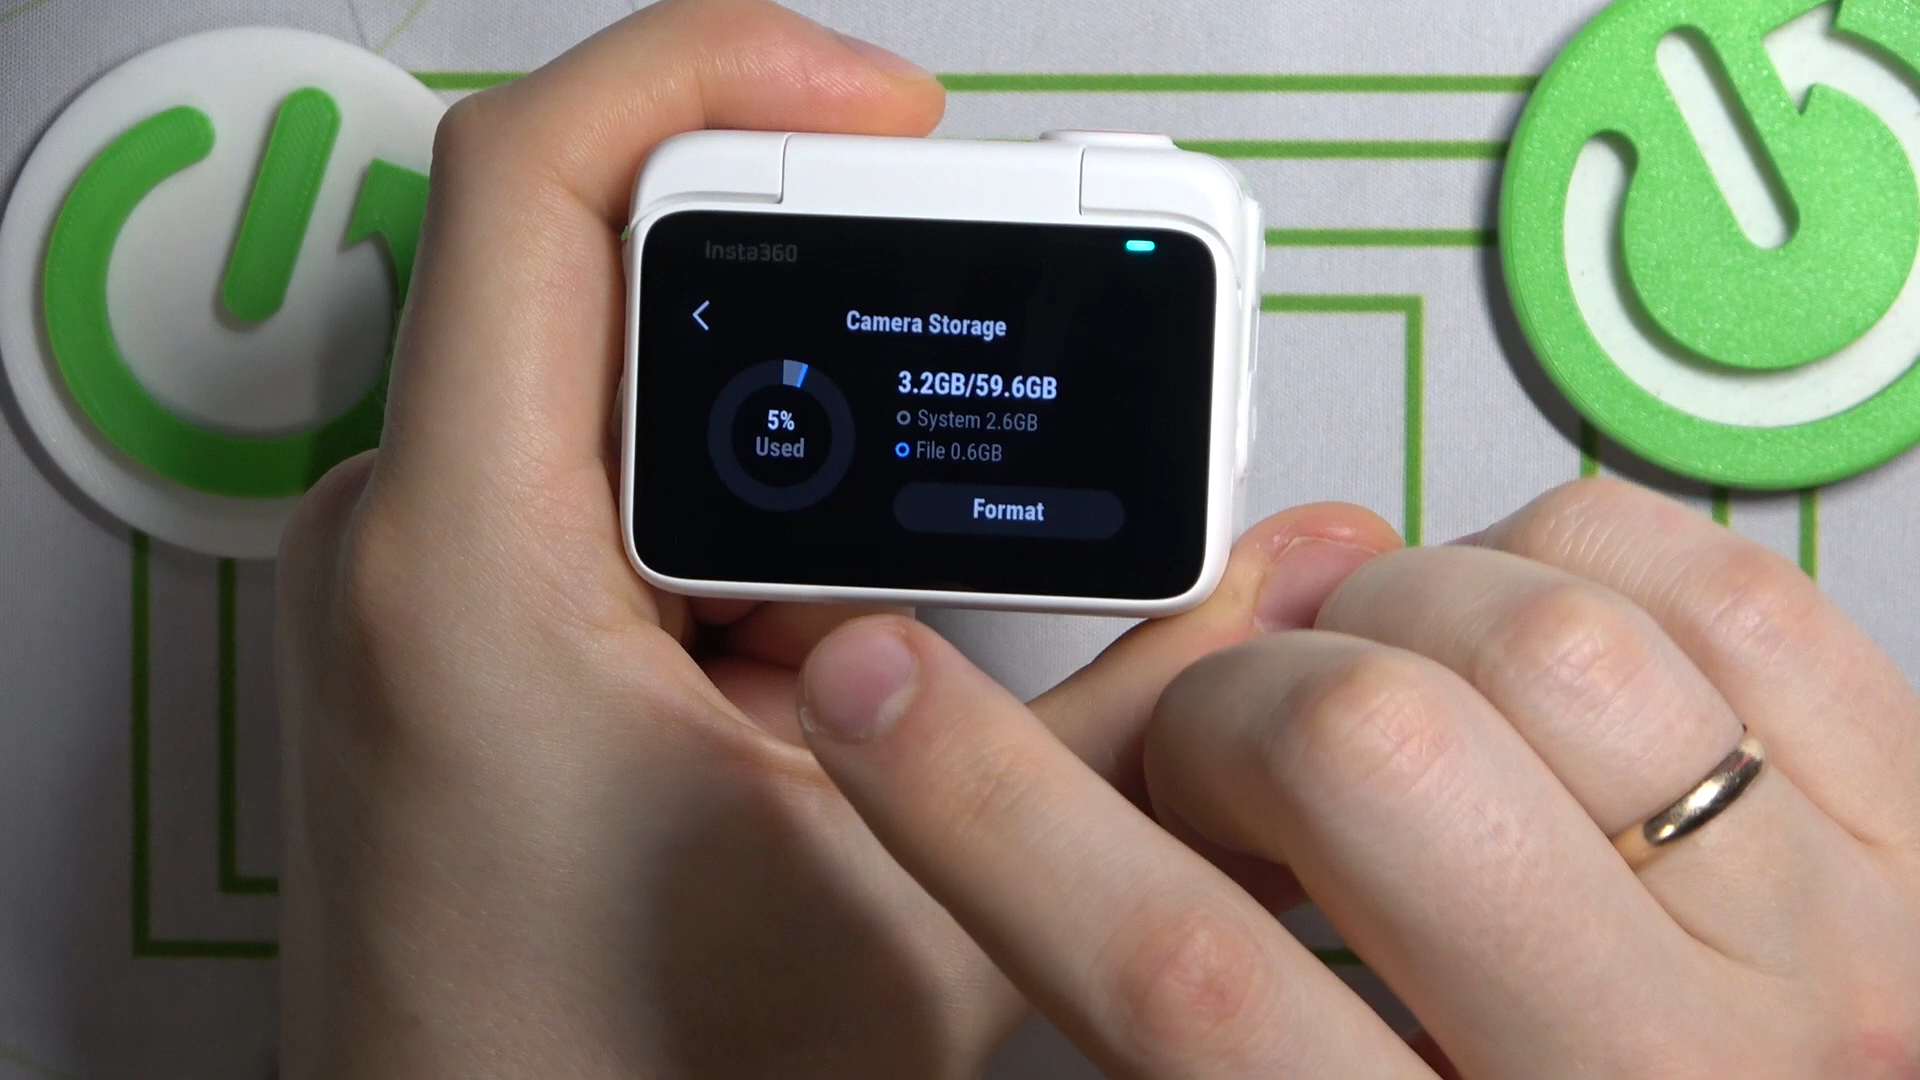 Insta360
Camera Storage
3.2GB/59.6GB
System 2.6GB
File 0.6GB
5%
Used
Format